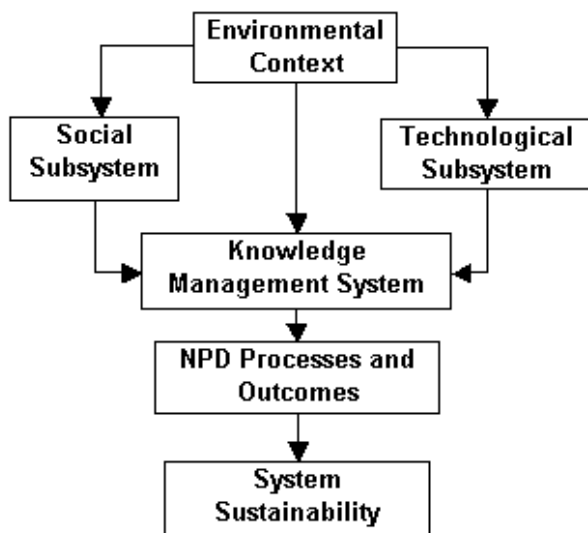 Environmental
Context
Social
Subsystem
Technological
Subsystem
Knowledge
Management System
NPD Processes and
Outcomes
System
Sustainability